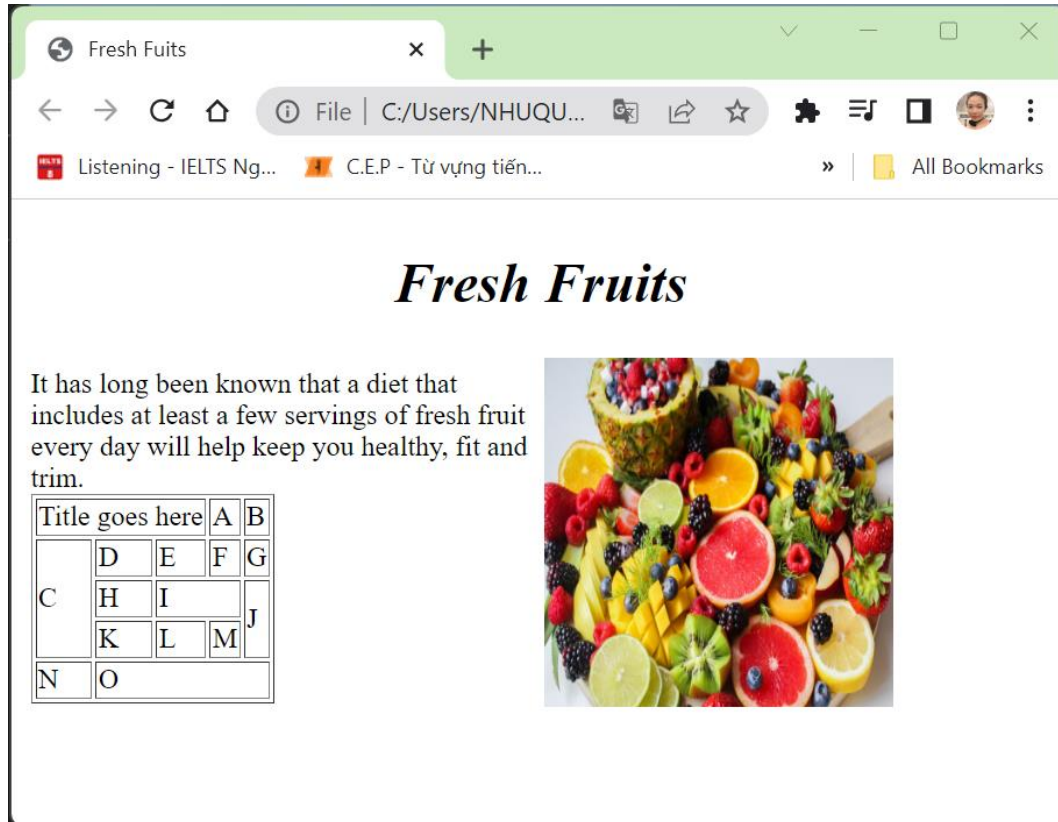 Fresh Fuits
File | C:/Users/NHUQU...
IELTS 8 Listening - IELTS Ng... C.E.P - Từ vựng tiến... » All Bookmarks
Fresh Fruits
It has long been known that a diet that
includes at least a few servings of fresh fruit
every day will help keep you healthy, fit and
trim.
Title goes here A B
C D E F G
H I J
K L M
N O